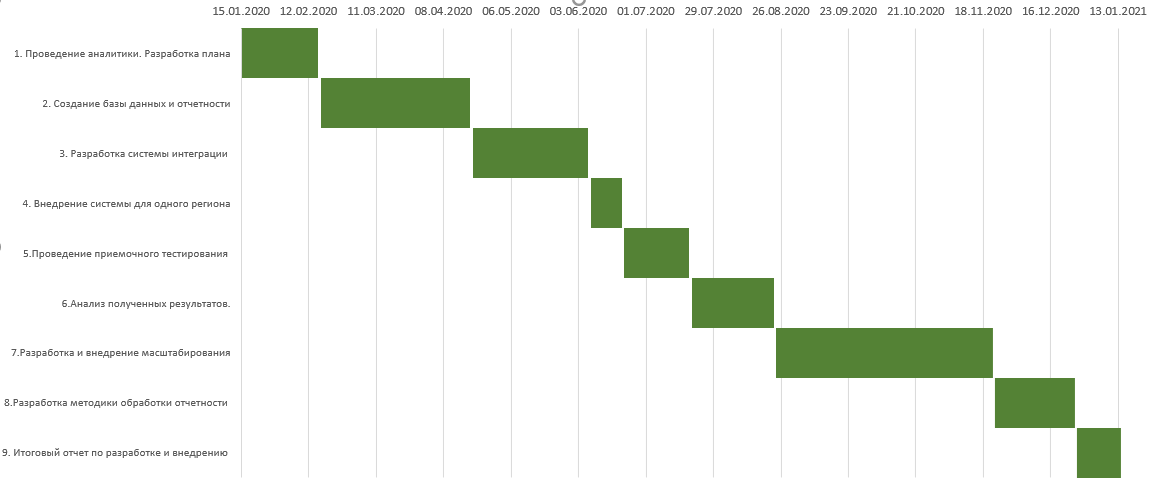 15.01.2020 12.02.2020 11.03.2020 08.04.2020 06.05.2020 03.06.2020 01.07.2020 29.07.2020 26.08.2020 23.09.2020 21.10.2020 18.11.2020 16.12.2020 13.01.2021
1. Проведение аналитики. Разработка плана
2. Создание базы данных и отчетности
3. Разработка системы интеграции
4. Внедрение системы для одного региона
5.Проведение приемочного тестирования
6.Анализ полученных результатов.
7.Разработка и внедрение масштабирования
8.Разработка методики обработки отчетности
9. Итоговый отчет по разработке и внедрению